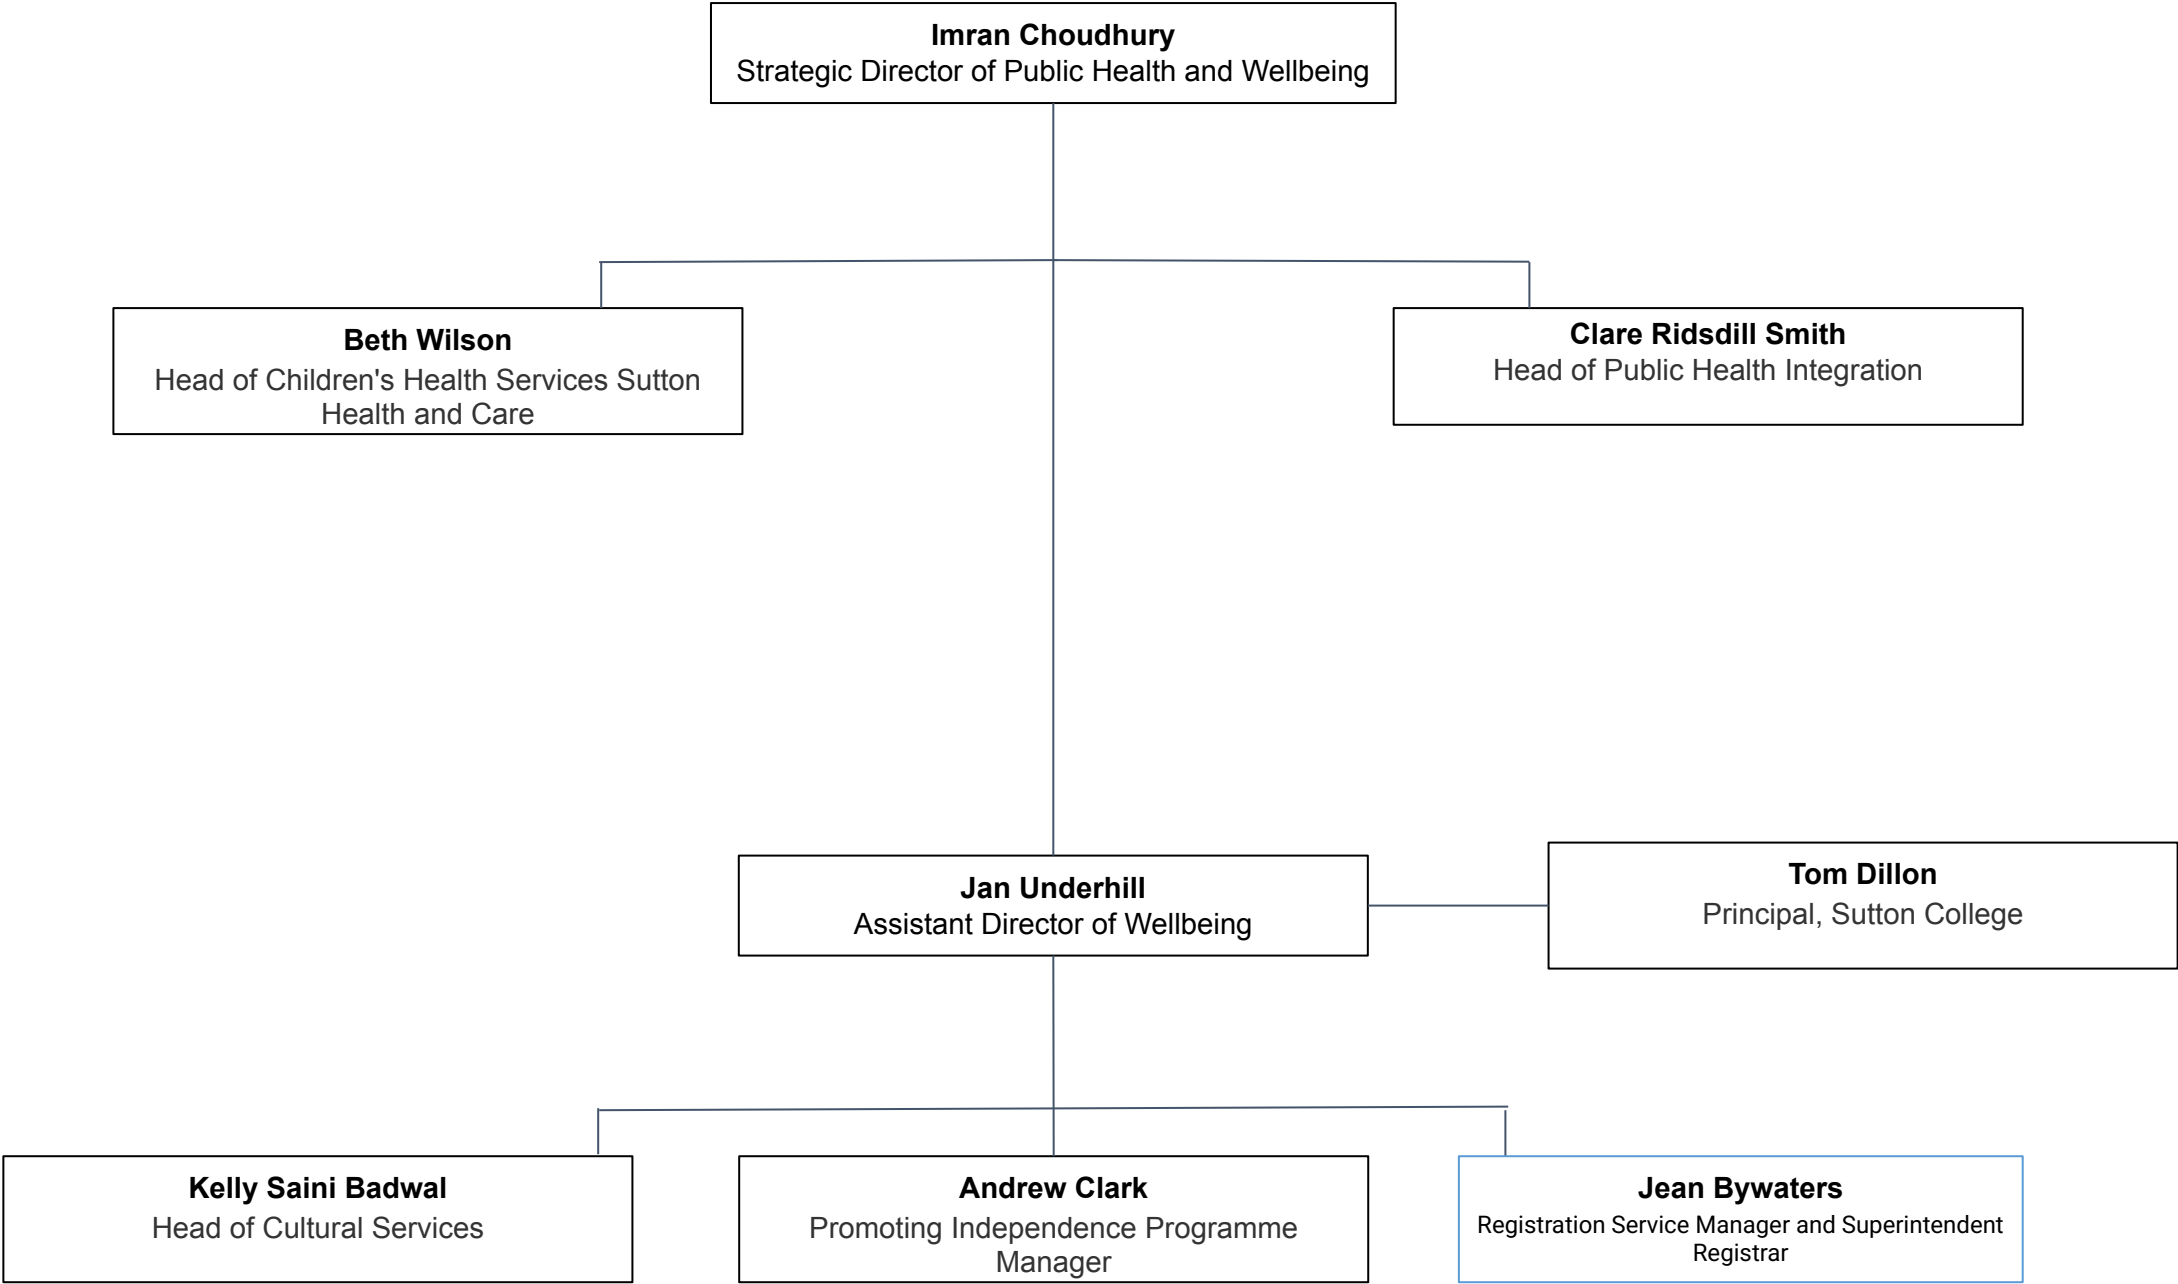 Imran Choudhury
Strategic Director of Public Health and Wellbeing
Beth Wilson
Head of Children's Health Services Sutton
Health and Care
Clare Ridsdill Smith
Head of Public Health Integration
Jan Underhill
Assistant Director of Wellbeing
Tom Dillon
Principal, Sutton College
Kelly Saini Badwal
Head of Cultural Services
Andrew Clark
Promoting Independence Programme
Manager
Jean Bywaters
Registration Service Manager and Superintendent
Registrar